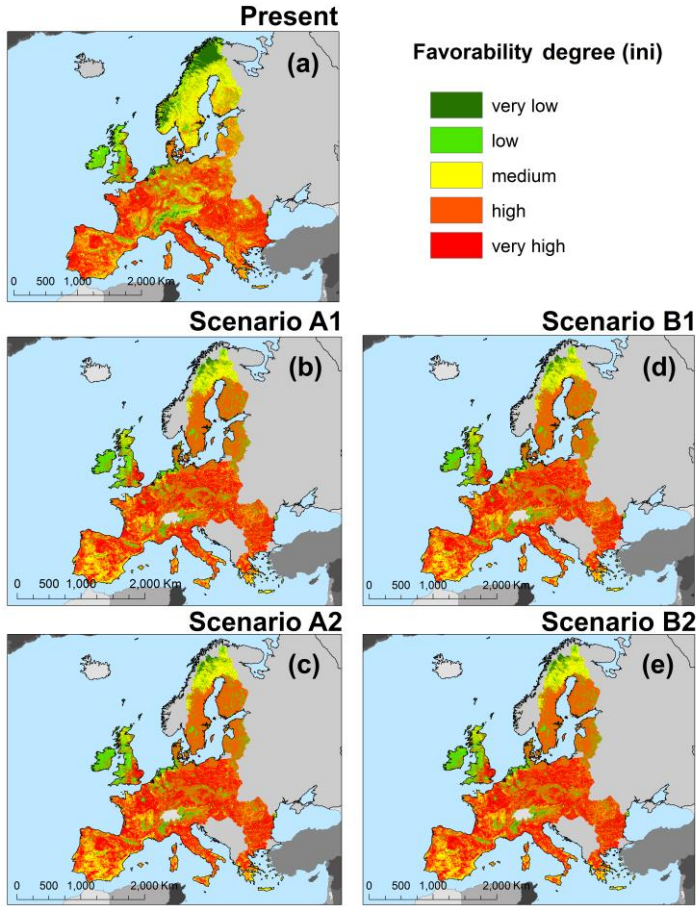 Present
(a)
0 500 1,000 2,000 Km
Favorability degree (ini)
very low
low
medium
high
very high
Scenario A1
(b)
0 500 1,000 2,000 Km
Scenario B1
(d)
0 500 1,000 2,000 Km
Scenario A2
(c)
0 500 1,000 2,000 Km
Scenario B2
(e)
0 500 1,000 2,000 Km